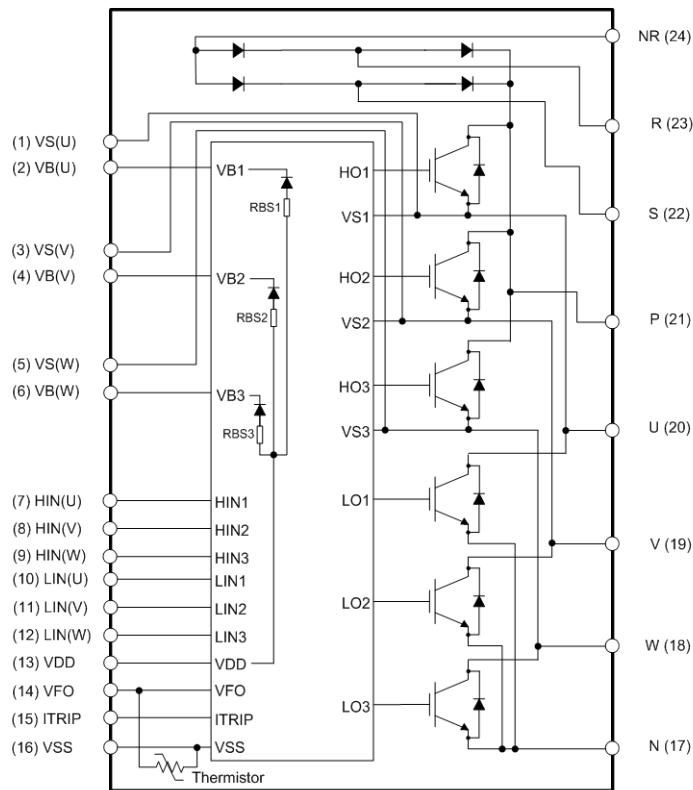 NR (24)
R (23)
(1) VS(U)
(2) VB(U)
VB1
HO1
RBS1
VS1
S (22)
(3) VS(V)
(4) VB(V)
VB2
HO2
RBS2
VS2
P (21)
(5) VS(W)
(6) VB(W)
VB3
HO3
RBS3
VS3
U (20)
(7) HIN(U)
HIN1
LO1
(8) HIN(V)
HIN2
V (19)
(9) HIN(W)
HIN3
(10) LIN(U)
LIN1
(11) LIN(V)
LIN2
LO2
(12) LIN(W)
LIN3
W (18)
(13) VDD
VDD
(14) VFO
VFO
LO3
(15) ITRIP
ITRIP
(16) VSS
VSS
N (17)
Thermistor